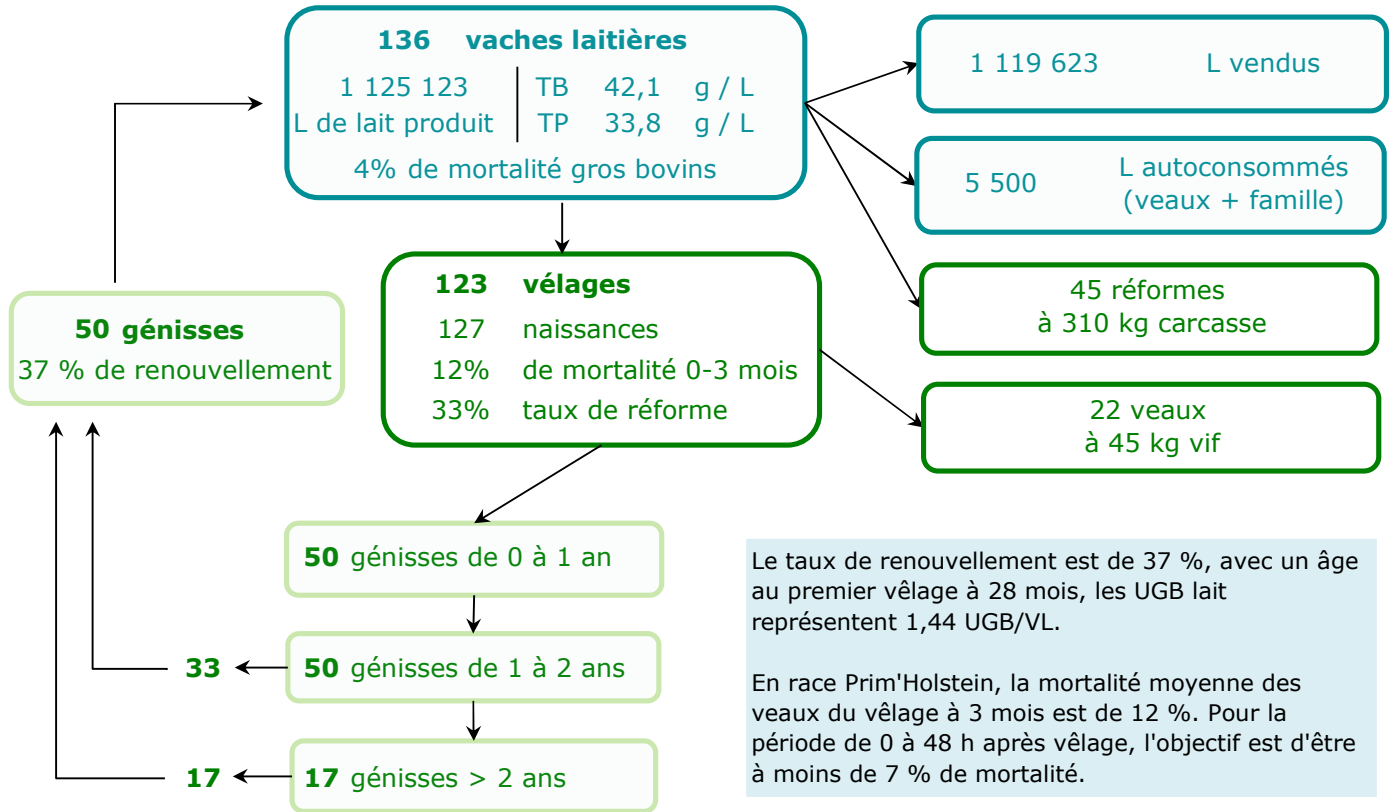 136 vaches laitières
1 125 123
L de lait produit
TB 42,1 g / L
TP 33,8 g / L
4% de mortalité gros bovins
1 119 623 L vendus
5 500 L autoconsommés
(veaux + famille)
123 vélages
127 naissances
12% de mortalité 0-3 mois
33% taux de réforme
45 réformes
à 310 kg carcasse
22 veaux
à 45 kg vif
50 génisses
37 % de renouvellement
50 génisses de 0 à 1 an
33
50 génisses de 1 à 2 ans
17
17 génisses > 2 ans
Le taux de renouvellement est de 37 %, avec un âge
au premier vêlage à 28 mois, les UGB lait
représentent 1,44 UGB/VL.
En race Prim'Holstein, la mortalité moyenne des
veaux du vêlage à 3 mois est de 12 %. Pour la
période de 0 à 48 h après vêlage, l'objectif est d'être
à moins de 7 % de mortalité.